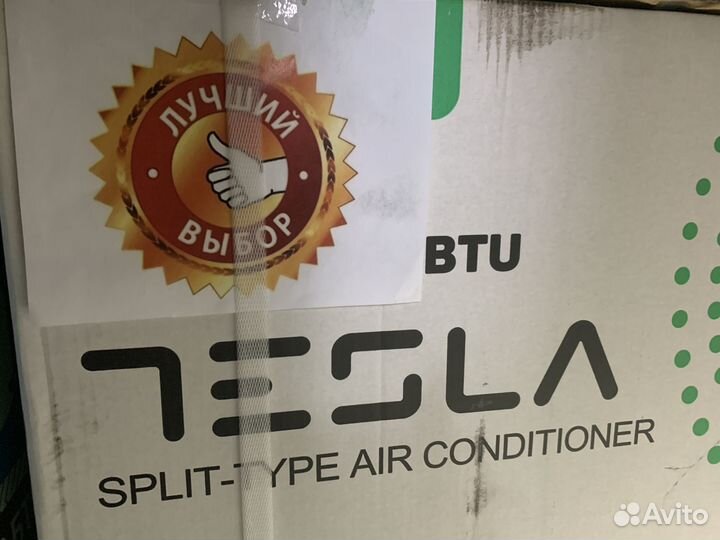 ЛУЧШИЙ
ВЫБОР
BTU
TESLA
SPLIT-TYPE AIR CONDITIONER
Avito